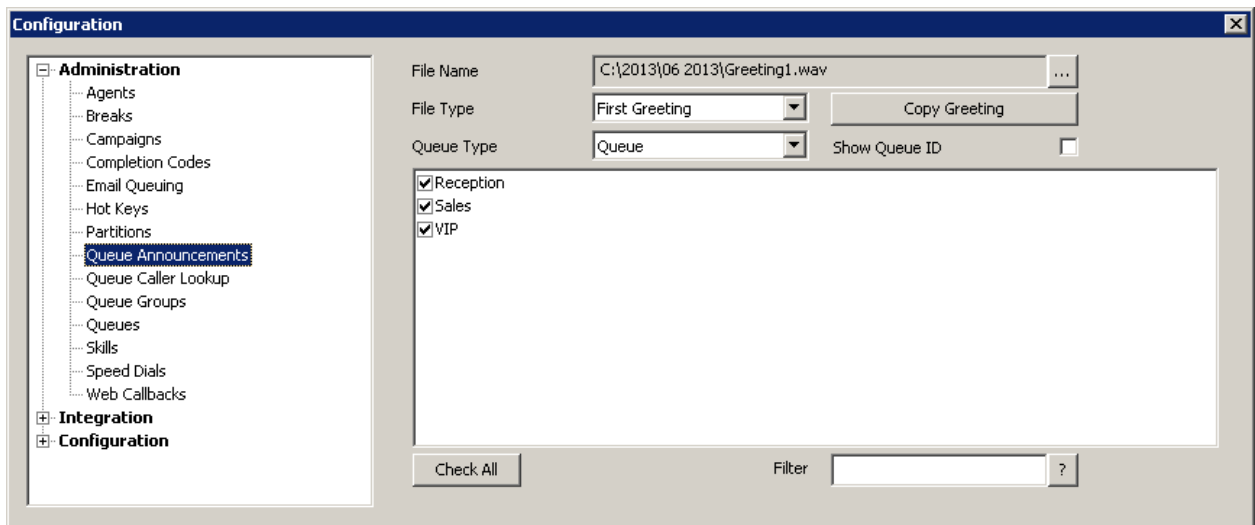 Configuration
Administration
Agents
Breaks
Campaigns
Completion Codes
Email Queuing
Hot Keys
Partitions
Queue Announcements
Queue Caller Lookup
Queue Groups
Queues
Skills
Speed Dials
Web Callbacks
Integration
Configuration
File Name C:\2013\06 2013\Greeting1.wav ...
File Type First Greeting Copy Greeting
Queue Type Queue Show Queue ID
Reception
Sales
VIP
Check All Filter ?